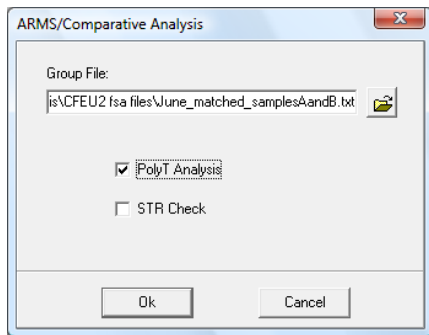 ARMS/Comparative Analysis
Group File:
is\CFEU2 fsa files\June_matched_samplesAandB.txt
PolyT Analysis
STR Check
Ok
Cancel